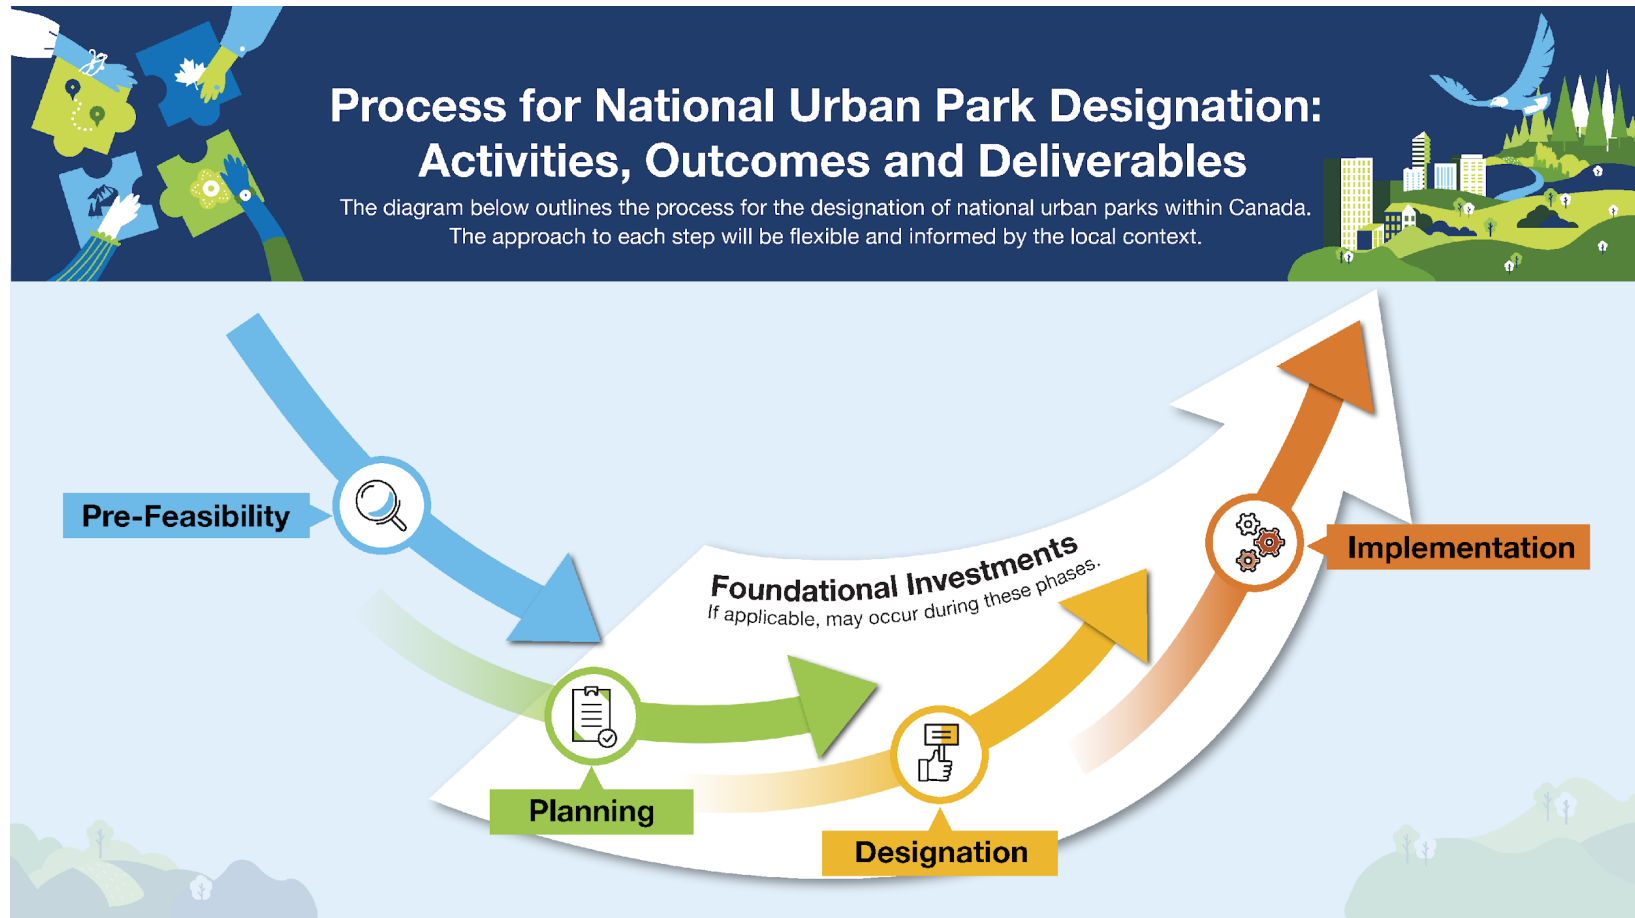 Process for National Urban Park Designation:
Activities, Outcomes and Deliverables
The diagram below outlines the process for the designation of national urban parks within Canada.
The approach to each step will be flexible and informed by the local context.
Pre-Feasibility
Foundational Investments
If applicable, may occur during these phases.
Implementation
Planning
Designation